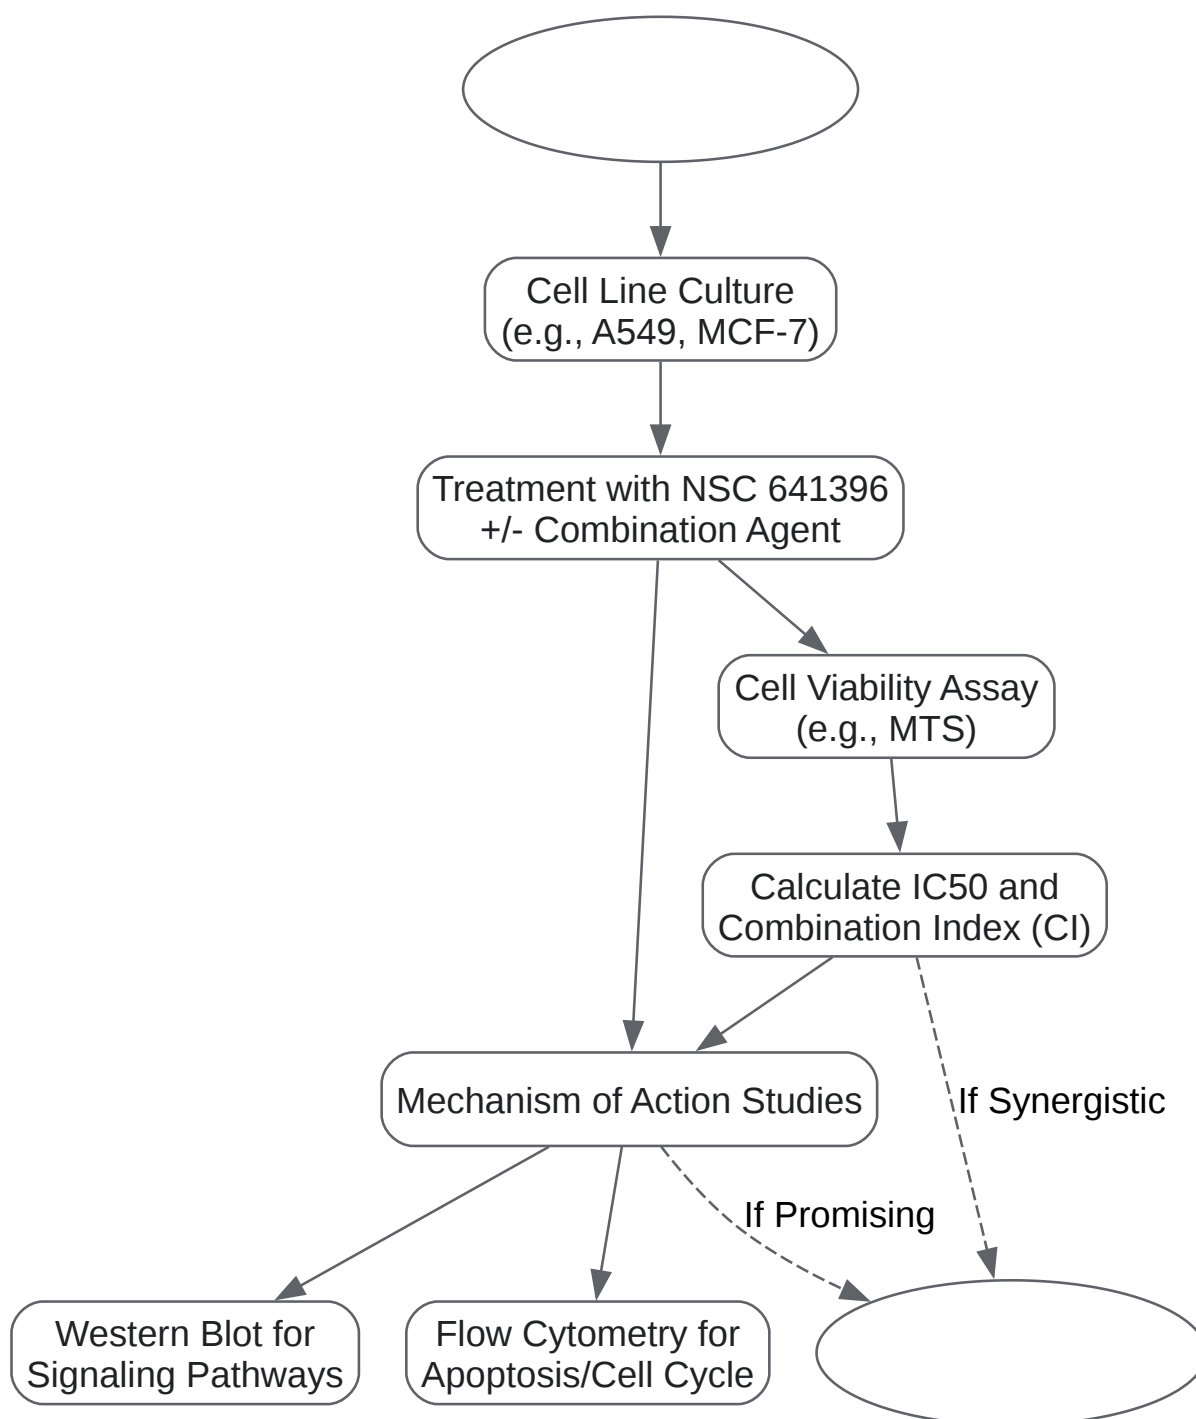 Cell Line Culture
(e.g., A549, MCF-7)
Treatment with NSC 641396
+/- Combination Agent
Cell Viability Assay
(e.g., MTS)
Calculate IC50 and
Combination Index (CI)
Mechanism of Action Studies
If Synergistic
If Promising
Western Blot for
Signaling Pathways
Flow Cytometry for
Apoptosis/Cell Cycle